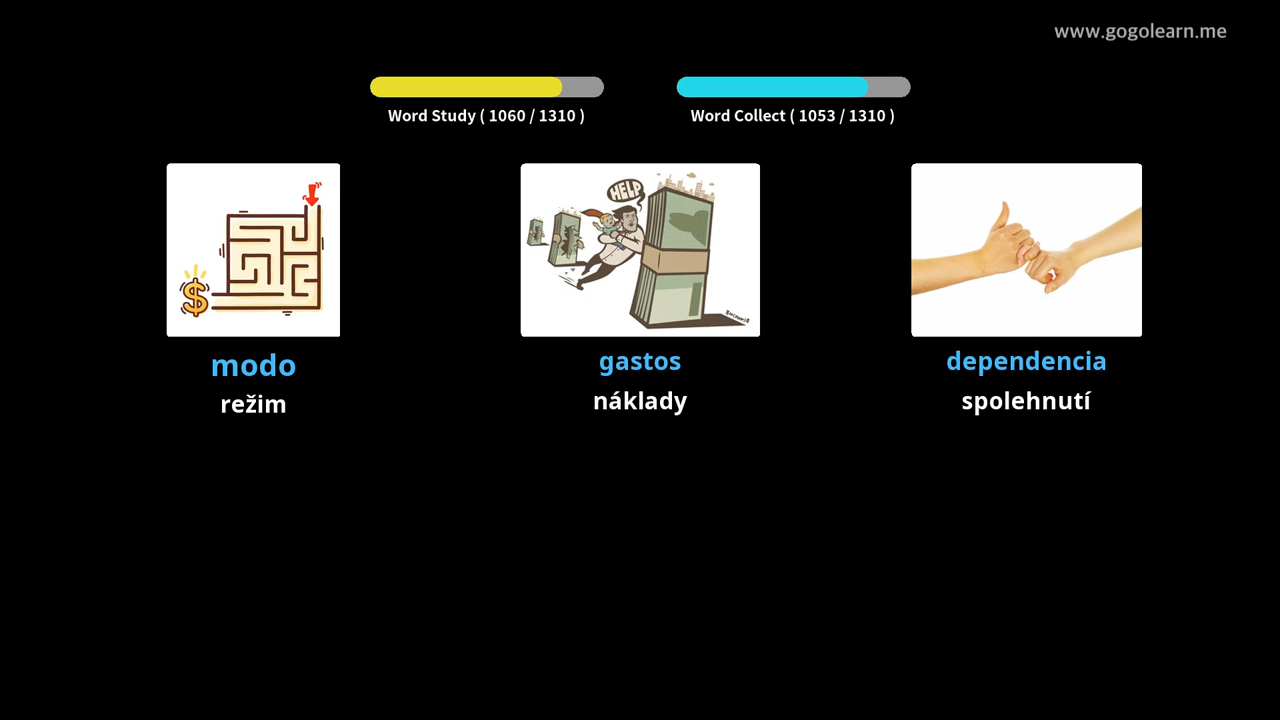 www.gogolearn.me
Word Study ( 1060 / 1310 )
Word Collect ( 1053 / 1310 )
HELP
modo
režim
gastos
náklady
dependencia
spolehnutí